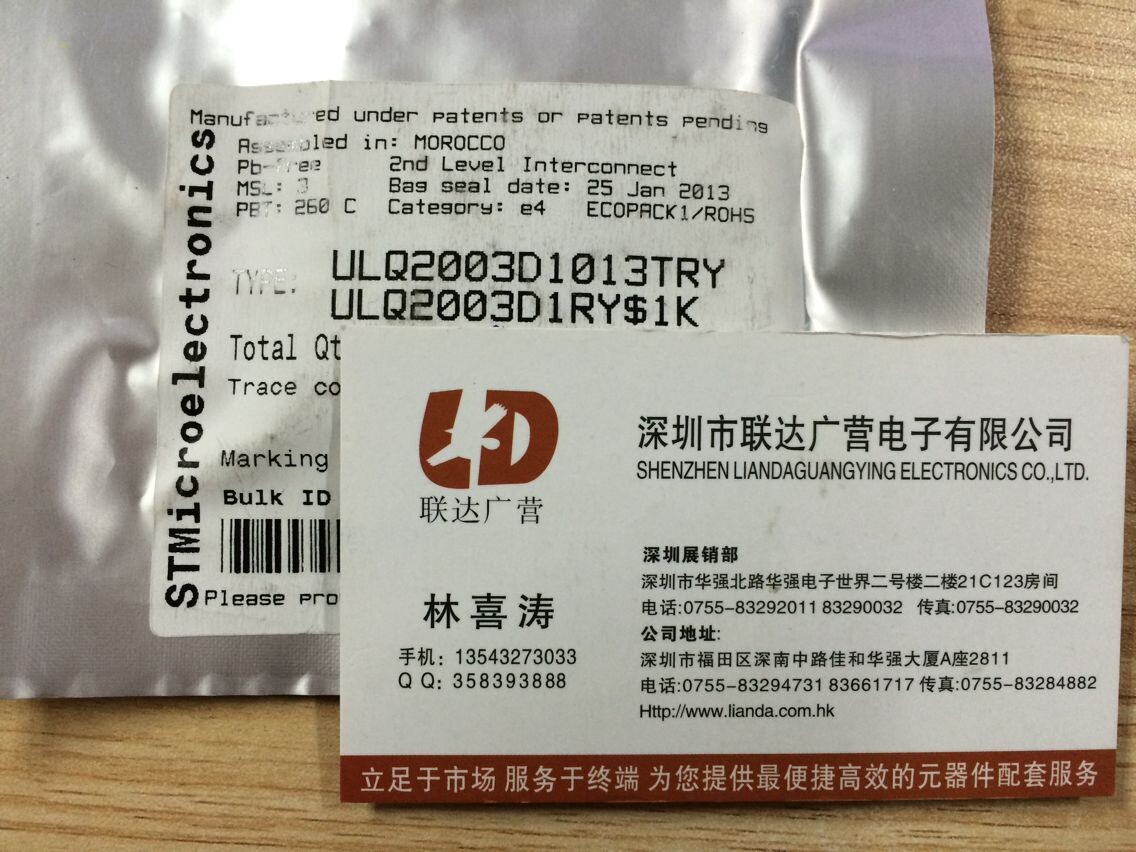 Manufactured under patents or patents pending
Assembled in: MOROCCO
Pb-free 2nd Level Interconnect
MSL: 3 Bag seal date: 25 Jan 2013
PBT: 260 C Category: e4 ECOPACK1/ROHS
STMicroelectronics
TYPE: ULQ2003D1013TRY
ULQ2003D1RY$1K
Total Qt
Trace co
Marking
Bulk ID
Please pro
LD
联达广营
深圳市联达广营电子有限公司
SHENZHEN LIANDAGUANGYING ELECTRONICS CO.,LTD.
林喜涛
手机: 13543273033
QQ: 358393888
深圳展销部
深圳市华强北路华强电子世界二号楼二楼21C123房间
电话:0755-83292011 83290032 传真:0755-83290032
公司地址:
深圳市福田区深南中路佳和华强大厦A座2811
电话:0755-83294731 83661717 传真:0755-83284882
Http://www.lianda.com.hk
立足于市场 服务于终端 为您提供最便捷高效的元器件配套服务